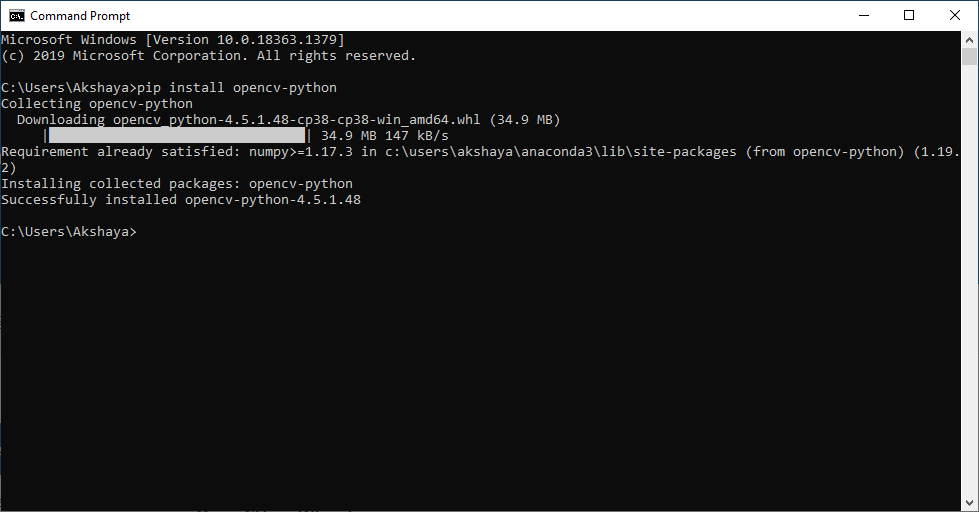 Command Prompt
Microsoft Windows [Version 10.0.18363.1379]
(c) 2019 Microsoft Corporation. All rights reserved.
C:\Users\Akshaya>pip install opencv-python
Collecting opencv-python
Downloading opencv_python-4.5.1.48-cp38-cp38-win_amd64.whl (34.9 MB)
|████████████████████████████████| 34.9 MB 147 kB/s
Requirement already satisfied: numpy>=1.17.3 in c:\users\akshaya\anaconda3\lib\site-packages (from opencv-python) (1.19.
2)
Installing collected packages: opencv-python
Successfully installed opencv-python-4.5.1.48
C:\Users\Akshaya>